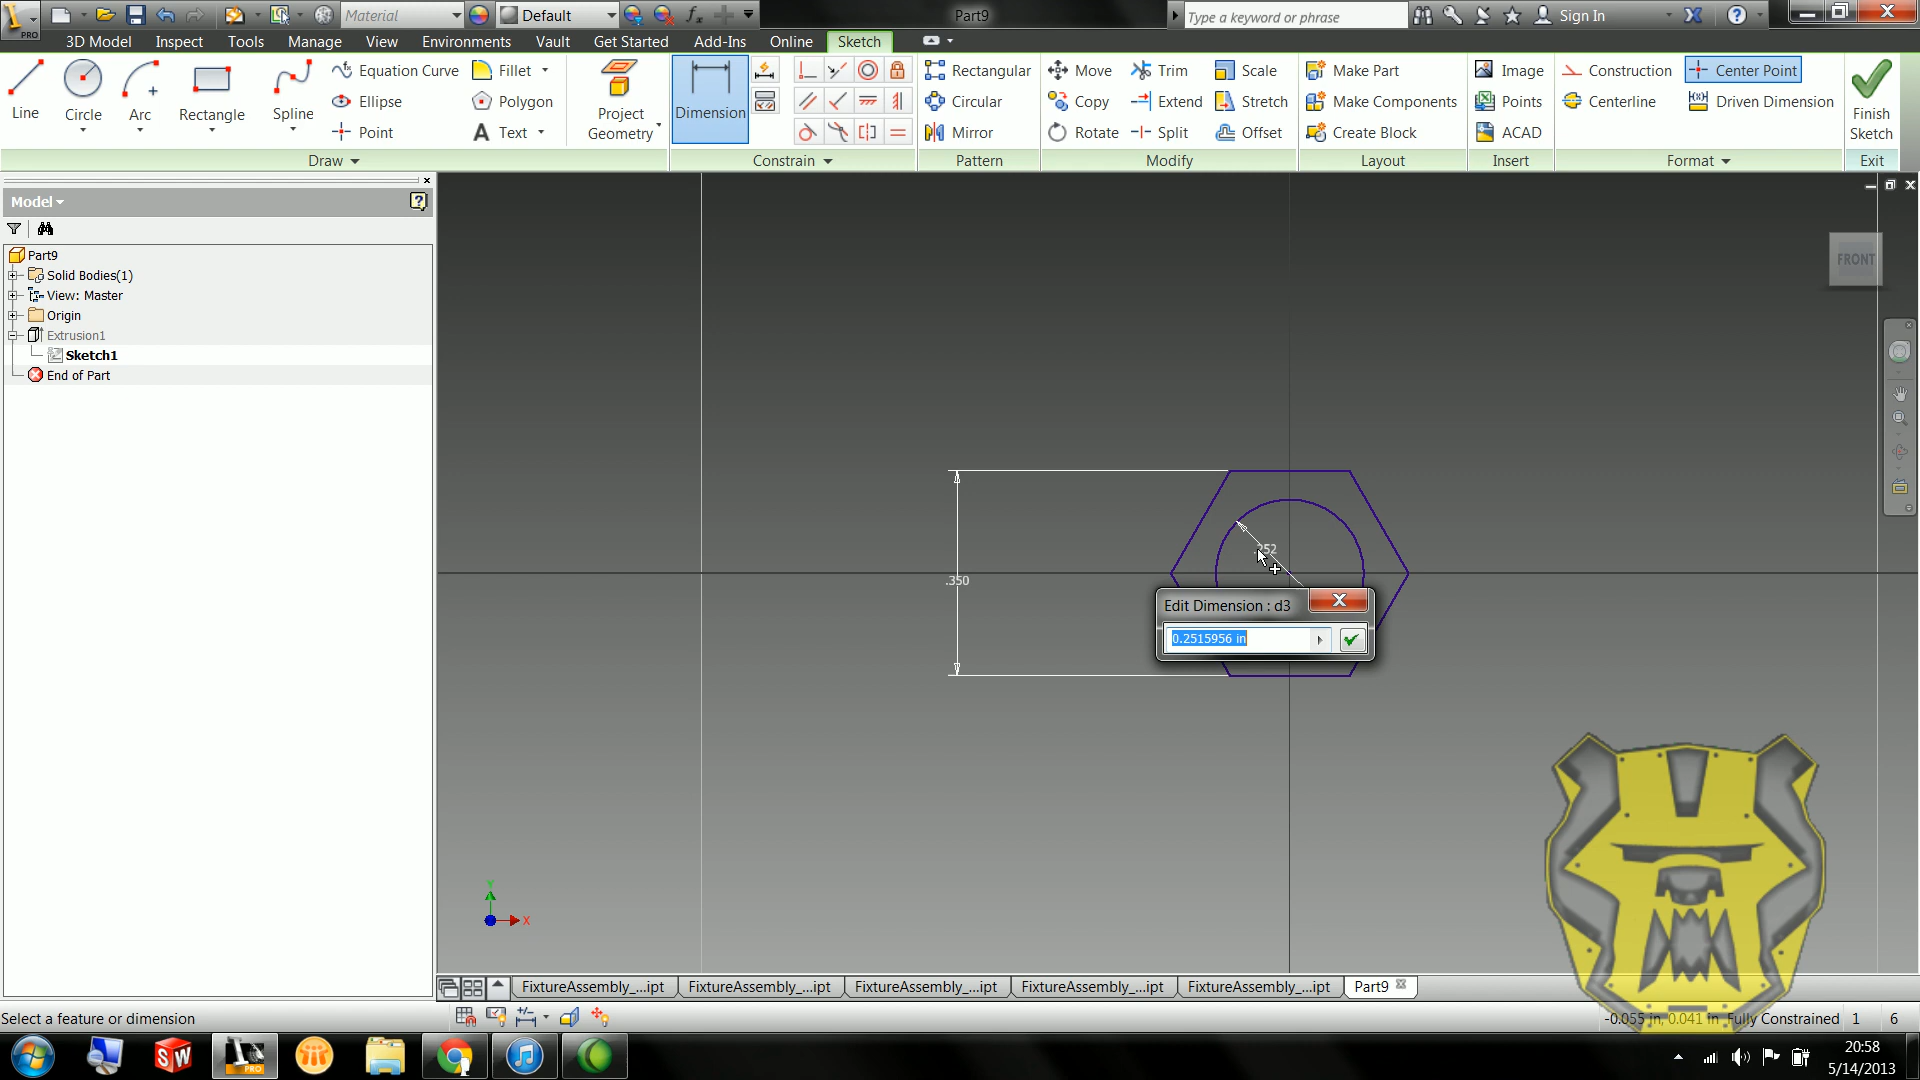 PRO
Material
Default
Part9
Type a keyword or phrase
Sign In
3D Model
Inspect
Tools
Manage
View
Environments
Vault
Get Started
Add-Ins
Online
Sketch
Line
Circle
Arc
Rectangle
Spline
Equation Curve
Ellipse
Point
Fillet
Polygon
Text
Project Geometry
Dimension
Rectangular
Circular
Mirror
Move
Copy
Rotate
Trim
Extend
Split
Scale
Stretch
Offset
Make Part
Make Components
Create Block
Image
Points
ACAD
Construction
Centerline
Center Point
Driven Dimension
Finish Sketch
Draw
Constrain
Pattern
Modify
Layout
Insert
Format
Exit
Model
Part9
Solid Bodies(1)
View: Master
Origin
Extrusion1
Sketch1
End of Part
FRONT
.350
Edit Dimension : d3
0.2515956 in
Y
X
FixtureAssembly_...ipt
FixtureAssembly_...ipt
FixtureAssembly_...ipt
FixtureAssembly_...ipt
FixtureAssembly_...ipt
Part9
Select a feature or dimension
-0.055 in, 0.041 in Fully Constrained 1 6
SW
PRO
20:58
5/14/2013